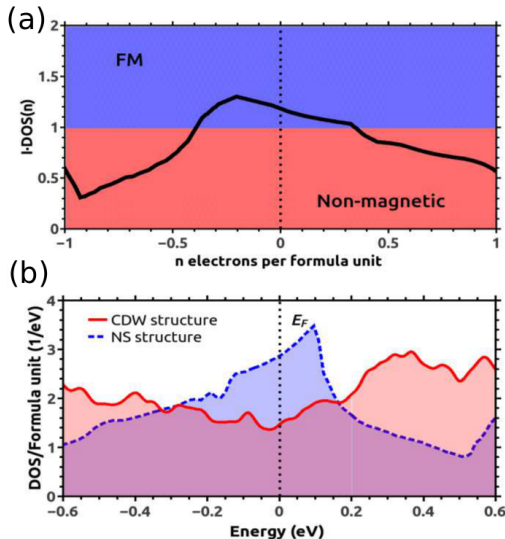 (a)
2
1.5
1
0.5
0
I·DOS(n)
FM
Non-magnetic
−1 −0.5 0 0.5 1
n electrons per formula unit
(b)
4
3
2
1
0
DOS/Formula unit (1/eV)
CDW structure
NS structure
E_F
−0.6 −0.4 −0.2 0 0.2 0.4 0.6
Energy (eV)